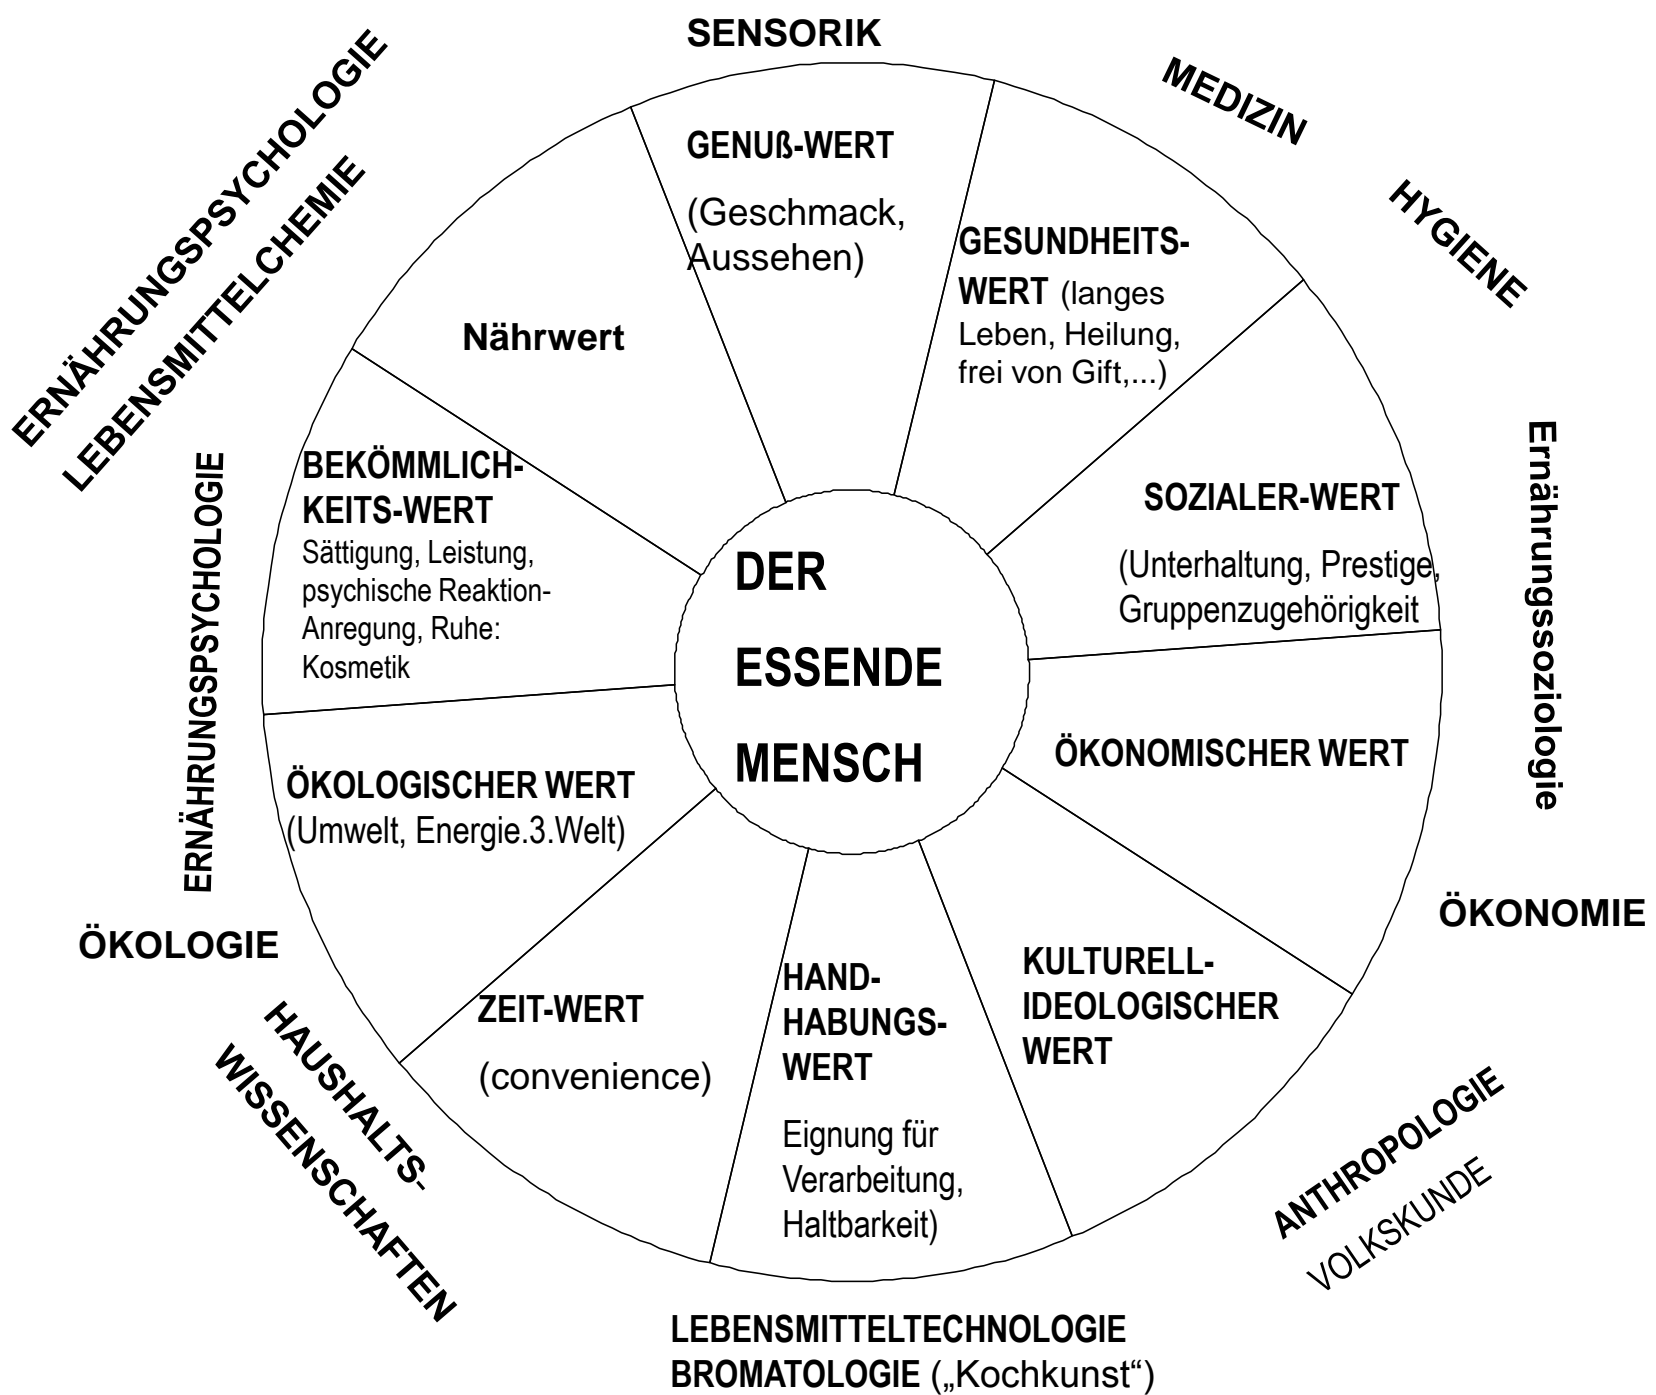 SENSORIK
MEDIZIN
HYGIENE
Ernährungssoziologie
ÖKONOMIE
ANTHROPOLOGIE
VOLKSKUNDE
LEBENSMITTELTECHNOLOGIE
BROMATOLOGIE („Kochkunst“)
HAUSHALTS-
WISSENSCHAFTEN
ÖKOLOGIE
ERNÄHRUNGSPSYCHOLOGIE
ERNÄHRUNGSPSYCHOLOGIE
LEBENSMITTELCHEMIE
GENUß-WERT
(Geschmack,
Aussehen)
GESUNDHEITS-
WERT (langes
Leben, Heilung,
frei von Gift,...)
SOZIALER-WERT
(Unterhaltung, Prestige,
Gruppenzugehörigkeit
ÖKONOMISCHER WERT
KULTURELL-
IDEOLOGISCHER
WERT
HAND-
HABUNGS-
WERT
Eignung für
Verarbeitung,
Haltbarkeit)
ZEIT-WERT
(convenience)
ÖKOLOGISCHER WERT
(Umwelt, Energie.3.Welt)
BEKÖMMLICH-
KEITS-WERT
Sättigung, Leistung,
psychische Reaktion-
Anregung, Ruhe:
Kosmetik
Nährwert
DER
ESSENDE
MENSCH